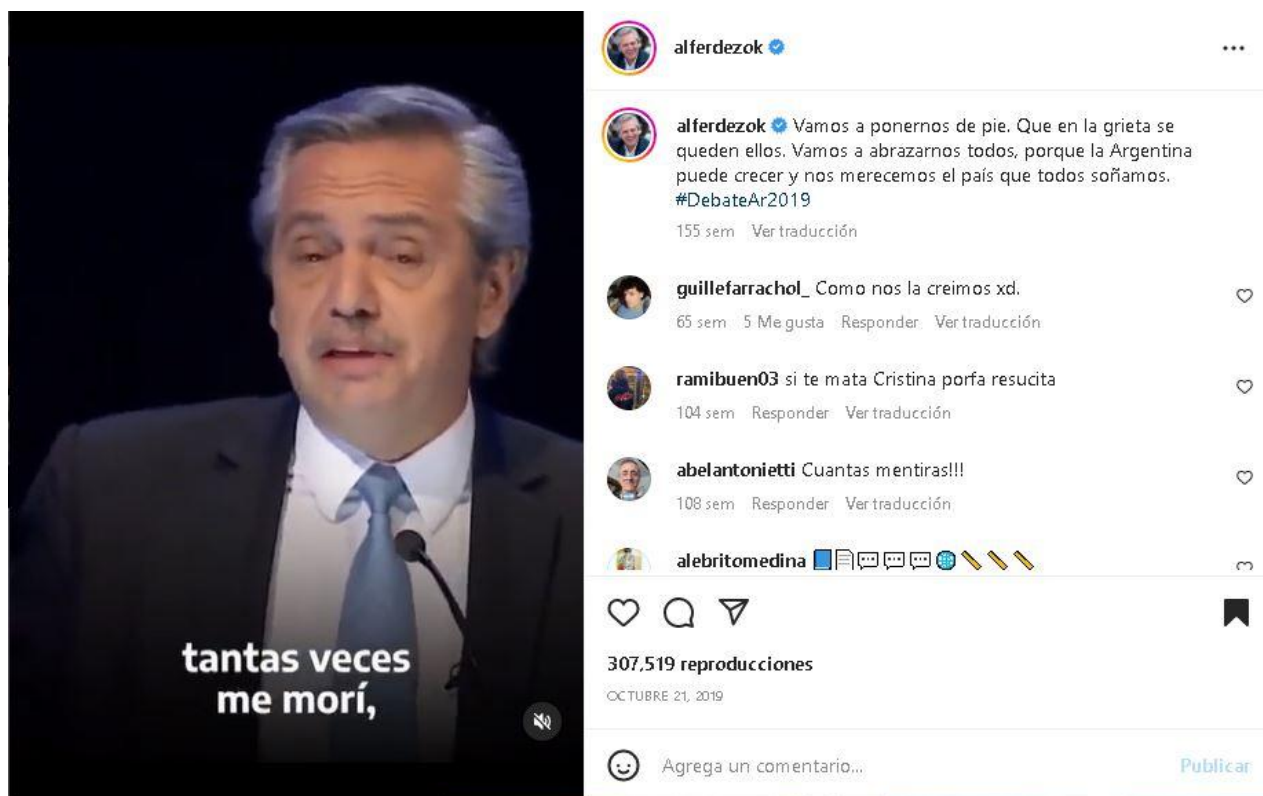 tantas veces
me morí,
alferdezok
alferdezok Vamos a ponernos de pie. Que en la grieta se
queden ellos. Vamos a abrazarnos todos, porque la Argentina
puede crecer y nos merecemos el país que todos soñamos.
#DebateAr2019
155 sem Ver traducción
guillefarrachol_ Como nos la creimos xd.
65 sem 5 Me gusta Responder Ver traducción
ramibuen03 si te mata Cristina porfa resucita
104 sem Responder Ver traducción
abelantonietti Cuantas mentiras!!!
108 sem Responder Ver traducción
alebritomedina 📘📄💬💬💬🌐📏📏📏
307,519 reproducciones
OCTUBRE 21, 2019
Agrega un comentario...
Publicar